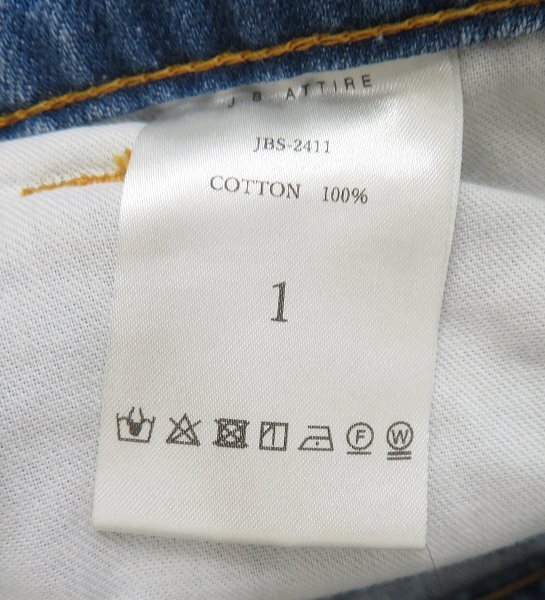 J B ATTIRE
JBS-2411
COTTON 100%
1
F W